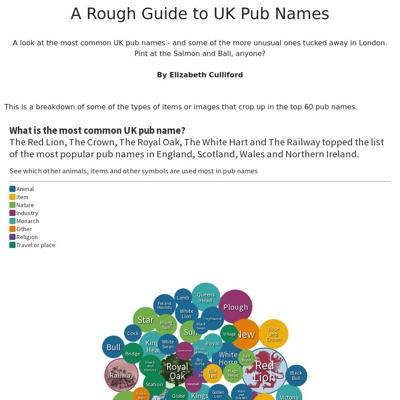 A Rough Guide to UK Pub Names
A look at the most common UK pub names - and some of the more unusual ones tucked away in London.
Pint at the Salmon and Ball, anyone?
By Elizabeth Culliford
This is a breakdown of some of the types of items or images that crop up in the top 60 pub names.
What is the most common UK pub name?
The Red Lion, The Crown, The Royal Oak, The White Hart and The Railway topped the list
of the most popular pub names in England, Scotland, Wales and Northern Ireland.
See which other animals, items and other symbols are used most in pub names
Animal
Item
Nature
Industry
Monarch
Other
Religion
Travel or place
Lamb
Queens
Head
Plough
White
Lion
Star
New
Cock
Royal
Bull
Bridge
White
Swan
Village
White
Horse
Red
Lion
Railway
Royal
Oak
Black
Bull
Station
Globe
Kings
Victoria